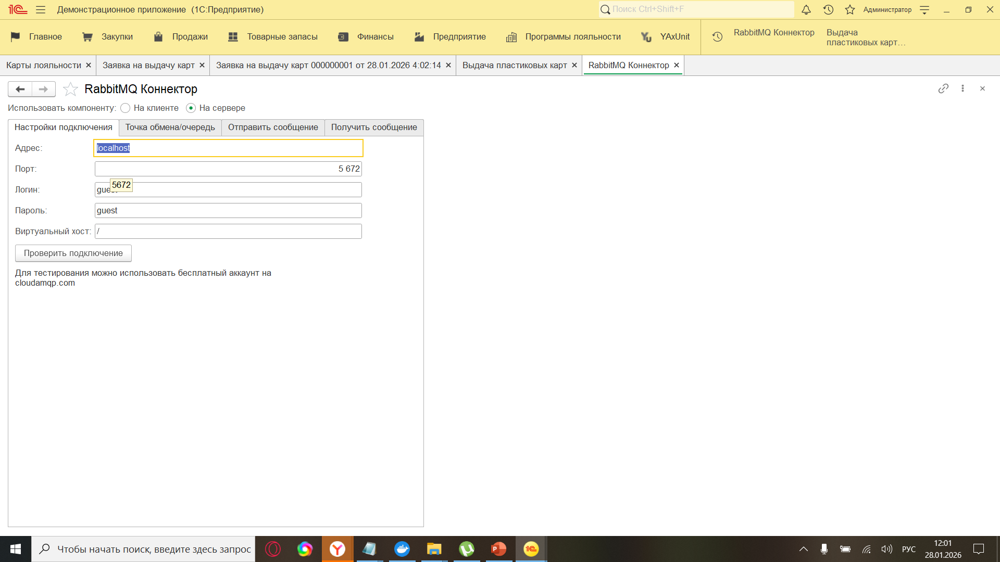 Демонстрационное приложение (1С:Предприятие)
Поиск Ctrl+Shift+F
Администратор
Главное
Закупки
Продажи
Товарные запасы
Финансы
Предприятие
Программы лояльности
YAxUnit
RabbitMQ Коннектор
Выдача
пластиковых карт…
Карты лояльности
Заявка на выдачу карт
Заявка на выдачу карт 000000001 от 28.01.2026 4:02:14
Выдача пластиковых карт
RabbitMQ Коннектор
RabbitMQ Коннектор
Использовать компоненту: На клиенте На сервере
Настройки подключения
Точка обмена/очередь
Отправить сообщение
Получить сообщение
Адрес: localhost
Порт: 5 672
5672
Логин:
Пароль: guest
Виртуальный хост: /
Проверить подключение
Для тестирования можно использовать бесплатный аккаунт на
cloudamqp.com
Чтобы начать поиск, введите здесь запрос
РУС
12:01
28.01.2026